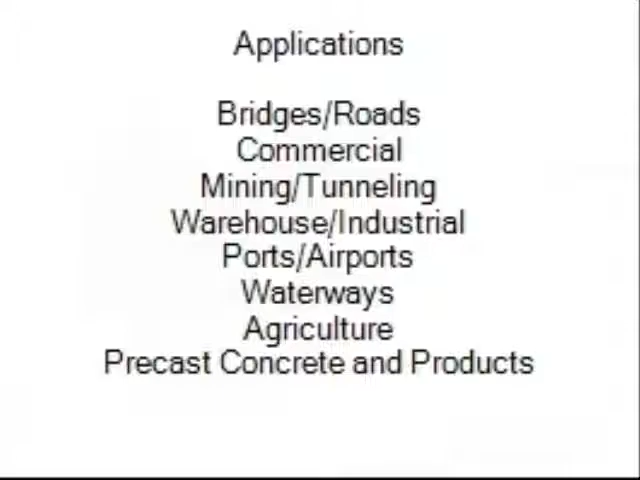 Applications
Bridges/Roads
Commercial
Mining/Tunneling
Warehouse/Industrial
Ports/Airports
Waterways
Agriculture
Precast Concrete and Products